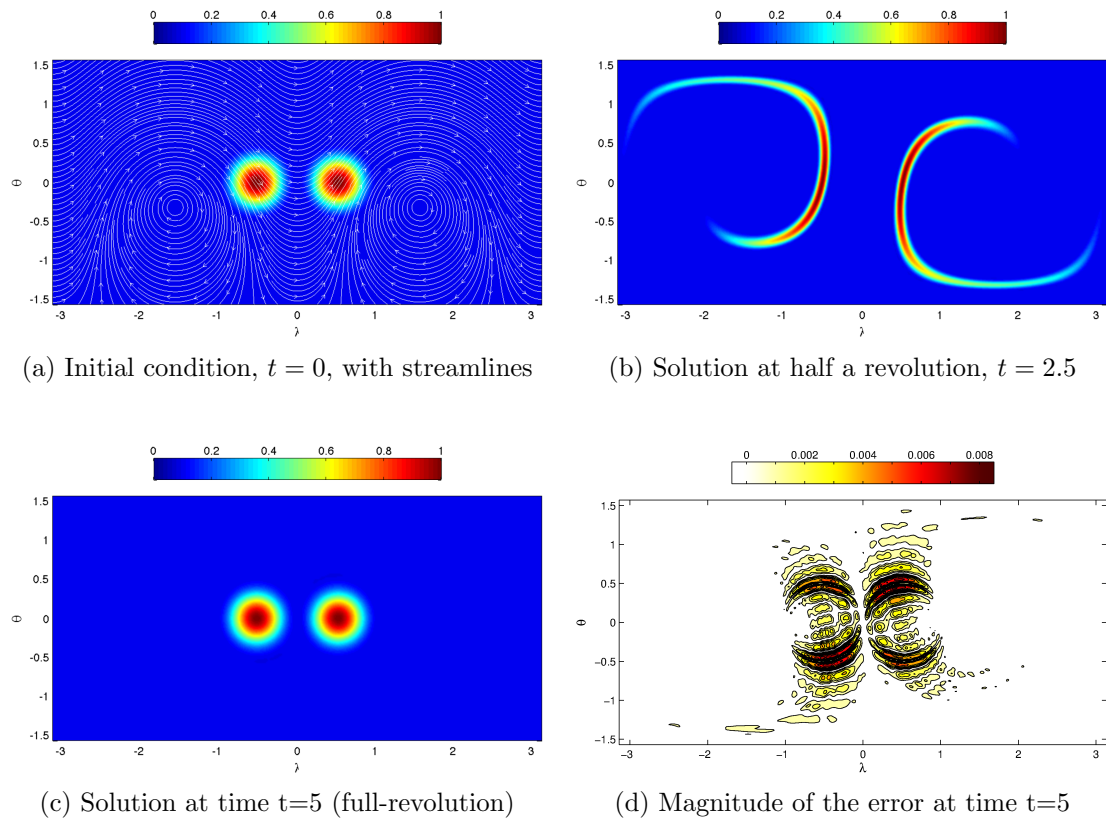 0 0.2 0.4 0.6 0.8 1
1.5
1
0.5
θ 0
-0.5
-1
-1.5
-3 -2 -1 0 1 2 3
λ
(a) Initial condition, t = 0, with streamlines
0 0.2 0.4 0.6 0.8 1
1.5
1
0.5
θ 0
-0.5
-1
-1.5
-3 -2 -1 0 1 2 3
λ
(b) Solution at half a revolution, t = 2.5
0 0.2 0.4 0.6 0.8 1
1.5
1
0.5
θ 0
-0.5
-1
-1.5
-3 -2 -1 0 1 2 3
λ
(c) Solution at time t=5 (full-revolution)
0 0.002 0.004 0.006 0.008
1.5
1
0.5
θ 0
−0.5
−1
−1.5
−3 −2 −1 0 1 2 3
λ
(d) Magnitude of the error at time t=5